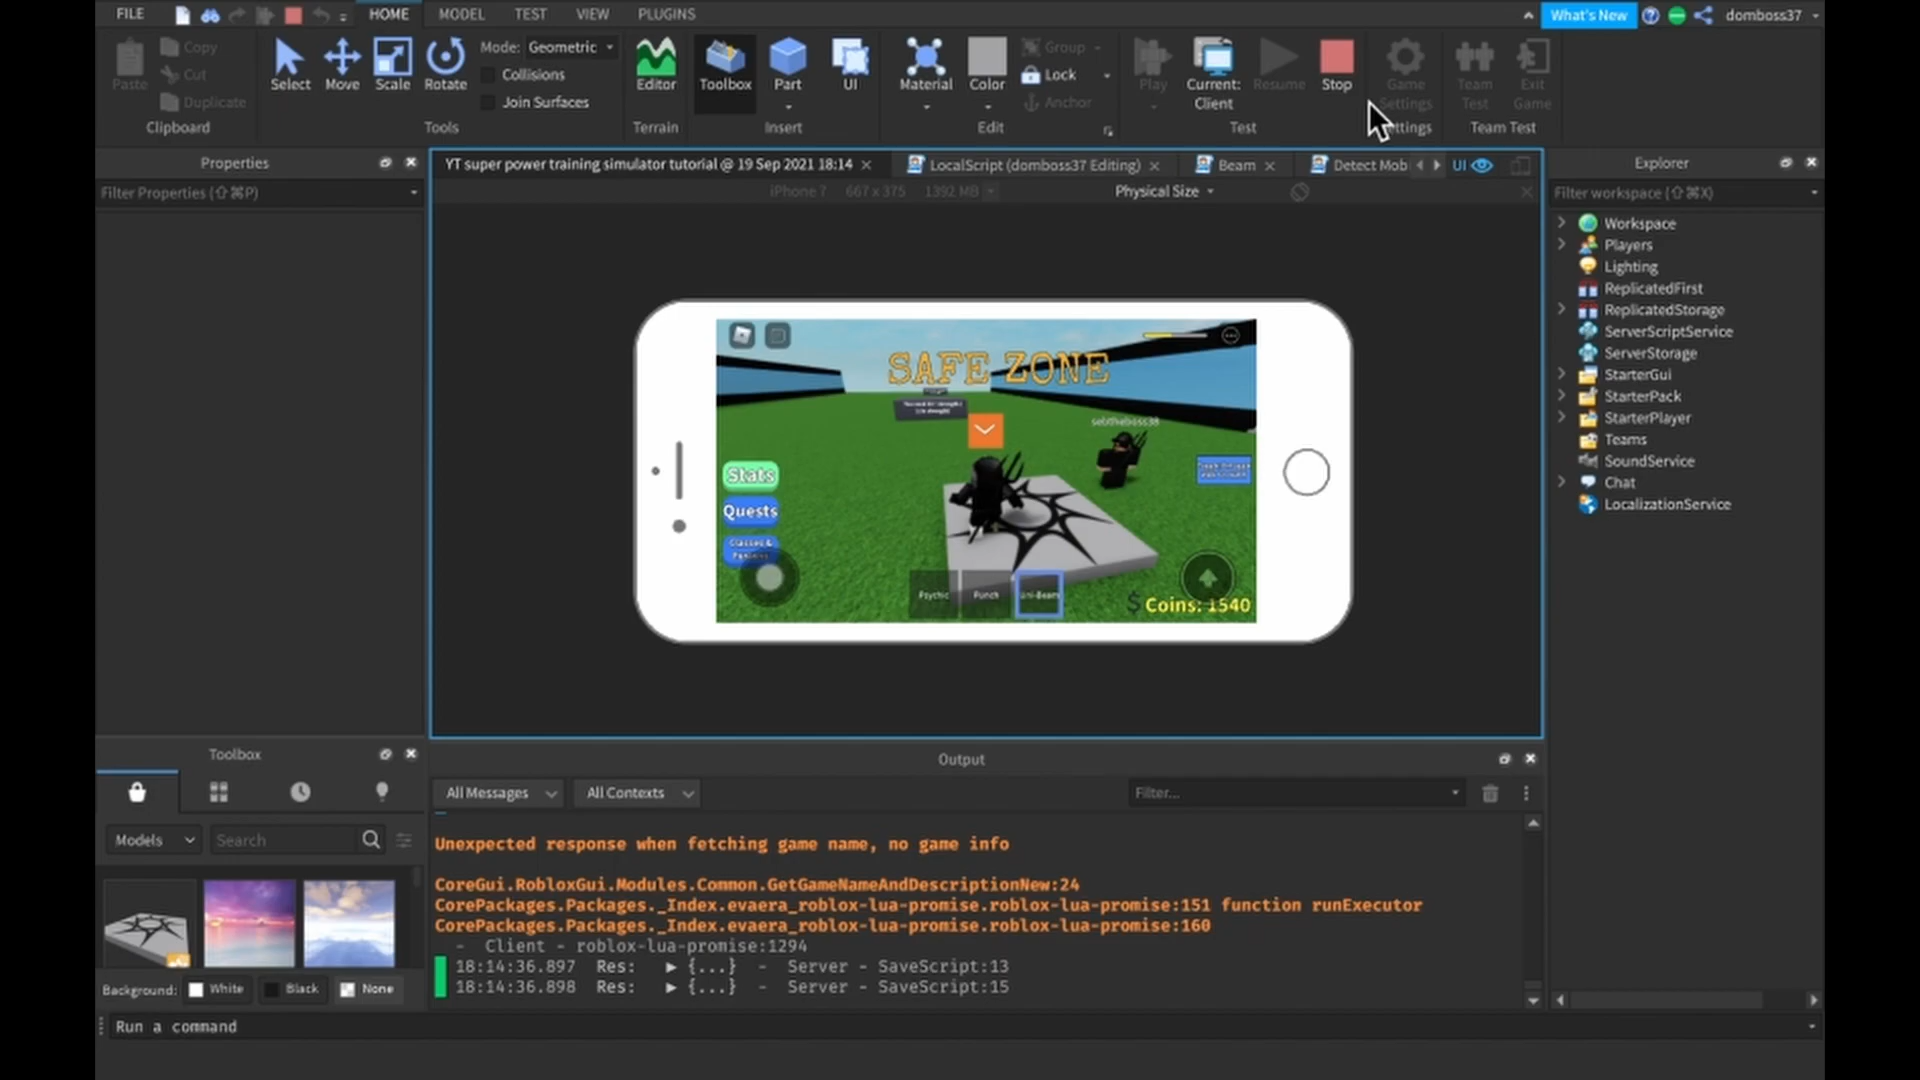 FILE HOME MODEL TEST VIEW PLUGINS What's New domboss37
Paste Copy Cut Duplicate Clipboard
Select Move Scale Rotate Mode: Geometric Collisions Join Surfaces Tools
Editor Terrain
Toolbox Part UI Insert
Material Color Group Lock Anchor Edit
Play Current: Client Resume Stop Test
Game Settings
Team Test Exit Game Team Test
Properties
Filter Properties (⇧⌘P)
YT super power training simulator tutorial @ 19 Sep 2021 18:14 LocalScript (domboss37 Editing) Beam Detect Mob UI
iPhone 7 667 x 375 1392 MB Physical Size
SAFE ZONE
sebtheboss38
Stats
Quests
Classes &
Psychic Punch
$ Coins: 1540
Explorer
Filter workspace (⇧⌘X)
Workspace
Players
Lighting
ReplicatedFirst
ReplicatedStorage
ServerScriptService
ServerStorage
StarterGui
StarterPack
StarterPlayer
Teams
SoundService
Chat
LocalizationService
Toolbox
Models Search
Background: White Black None
Output
All Messages All Contexts Filter...
Unexpected response when fetching game name, no game info
CoreGui.RobloxGui.Modules.Common.GetGameNameAndDescriptionNew:24
CorePackages.Packages._Index.evaera_roblox-lua-promise.roblox-lua-promise:151 function runExecutor
CorePackages.Packages._Index.evaera_roblox-lua-promise.roblox-lua-promise:160
- Client - roblox-lua-promise:1294
18:14:36.897 Res: ▶ {...} - Server - SaveScript:13
18:14:36.898 Res: ▶ {...} - Server - SaveScript:15
Run a command